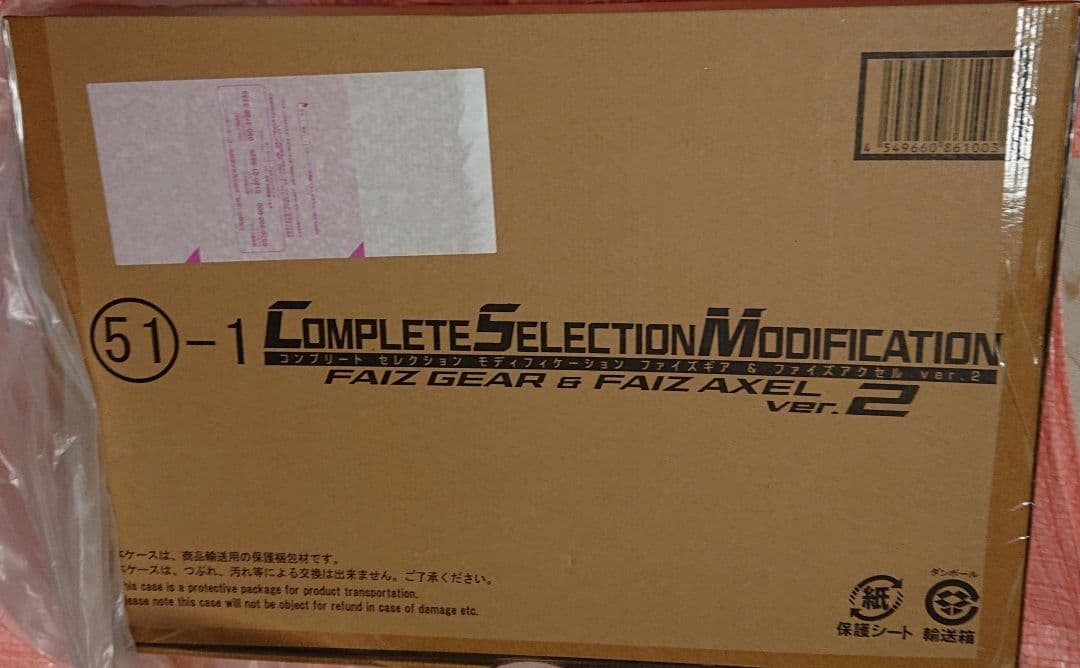 4 549660 861003
51-1
COMPLETE SELECTION MODIFICATION
コンプリート セレクション モディフィケーション ファイズギア & ファイズアクセル ver.2
FAIZ GEAR & FAIZ AXEL
ver. 2
ケースは、商品輸送用の保護梱包材です。
ケースは、つぶれ、汚れ等による交換は出来ません。ご了承ください。
his case is a protective package for product transportation.
ease note this case will not be object for refund in case of damage etc.
紙
保護シート
ダンボール
輸送箱